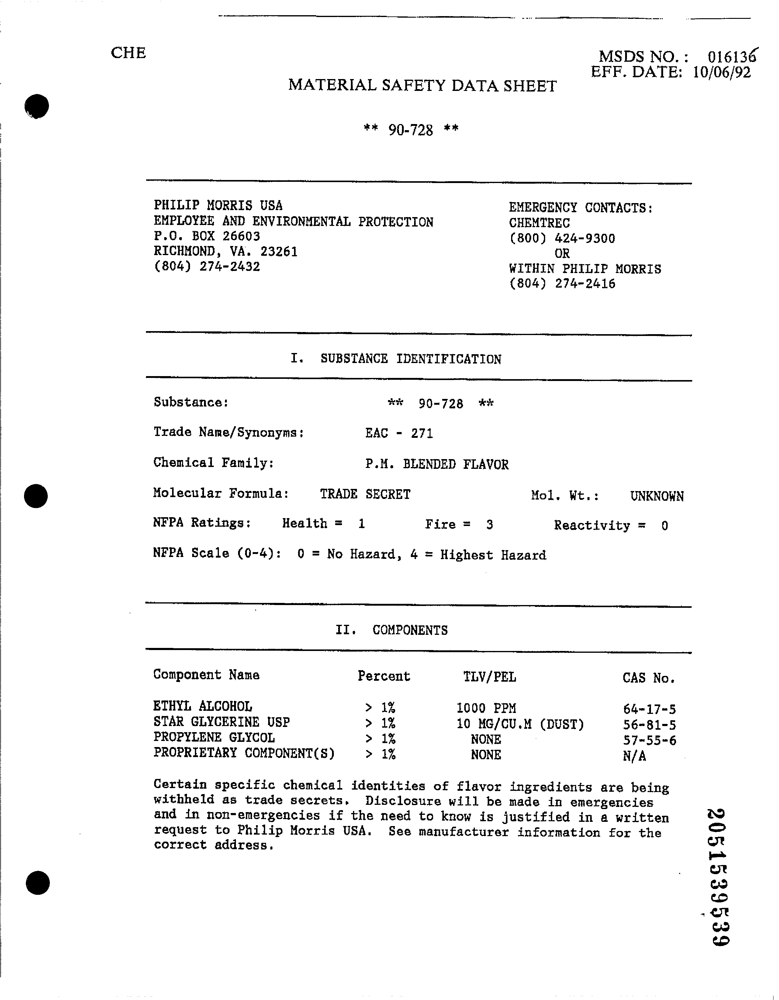 CHE
MSDS NO. : 016136
EFF. DATE: 10/06/92
MATERIAL SAFETY DATA SHEET
** 90-728 **
PHILIP MORRIS USA
EMPLOYEE AND ENVIRONMENTAL PROTECTION
P.O. BOX 26603
RICHMOND, VA. 23261
(804) 274-2432
EMERGENCY CONTACTS:
CHEMTREC
(800) 424-9300
OR
WITHIN PHILIP MORRIS
(804) 274-2416
I. SUBSTANCE IDENTIFICATION
Substance: ** 90-728 **
Trade Name/Synonyms: EAC - 271
Chemical Family: P.M. BLENDED FLAVOR
Molecular Formula: TRADE SECRET Mol. Wt.: UNKNOWN
NFPA Ratings: Health = 1 Fire = 3 Reactivity = 0
NFPA Scale (0-4): 0 = No Hazard, 4 = Highest Hazard
II. COMPONENTS
Component Name Percent TLV/PEL CAS No.
ETHYL ALCOHOL > 1% 1000 PPM 64-17-5
STAR GLYCERINE USP > 1% 10 MG/CU.M (DUST) 56-81-5
PROPYLENE GLYCOL > 1% NONE 57-55-6
PROPRIETARY COMPONENT(S) > 1% NONE N/A
Certain specific chemical identities of flavor ingredients are being
withheld as trade secrets. Disclosure will be made in emergencies
and in non-emergencies if the need to know is justified in a written
request to Philip Morris USA. See manufacturer information for the
correct address.
2051539539